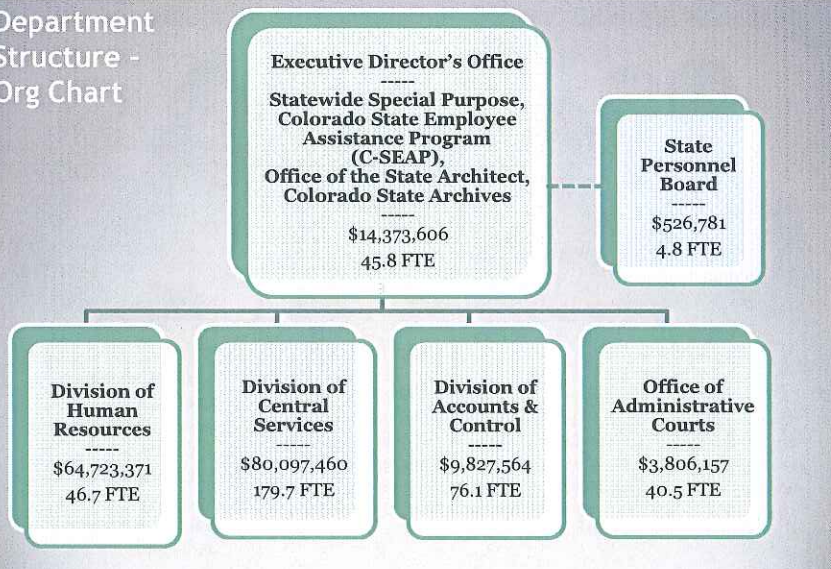 Department
Structure -
Org Chart
Executive Director's Office
-----
Statewide Special Purpose,
Colorado State Employee
Assistance Program
(C-SEAP),
Office of the State Architect,
Colorado State Archives
-----
$14,373,606
45.8 FTE
State
Personnel
Board
-----
$526,781
4.8 FTE
Division of
Human
Resources
-----
$64,723,371
46.7 FTE
Division of
Central
Services
-----
$80,097,460
179.7 FTE
Division of
Accounts &
Control
-----
$9,827,564
76.1 FTE
Office of
Administrative
Courts
-----
$3,806,157
40.5 FTE